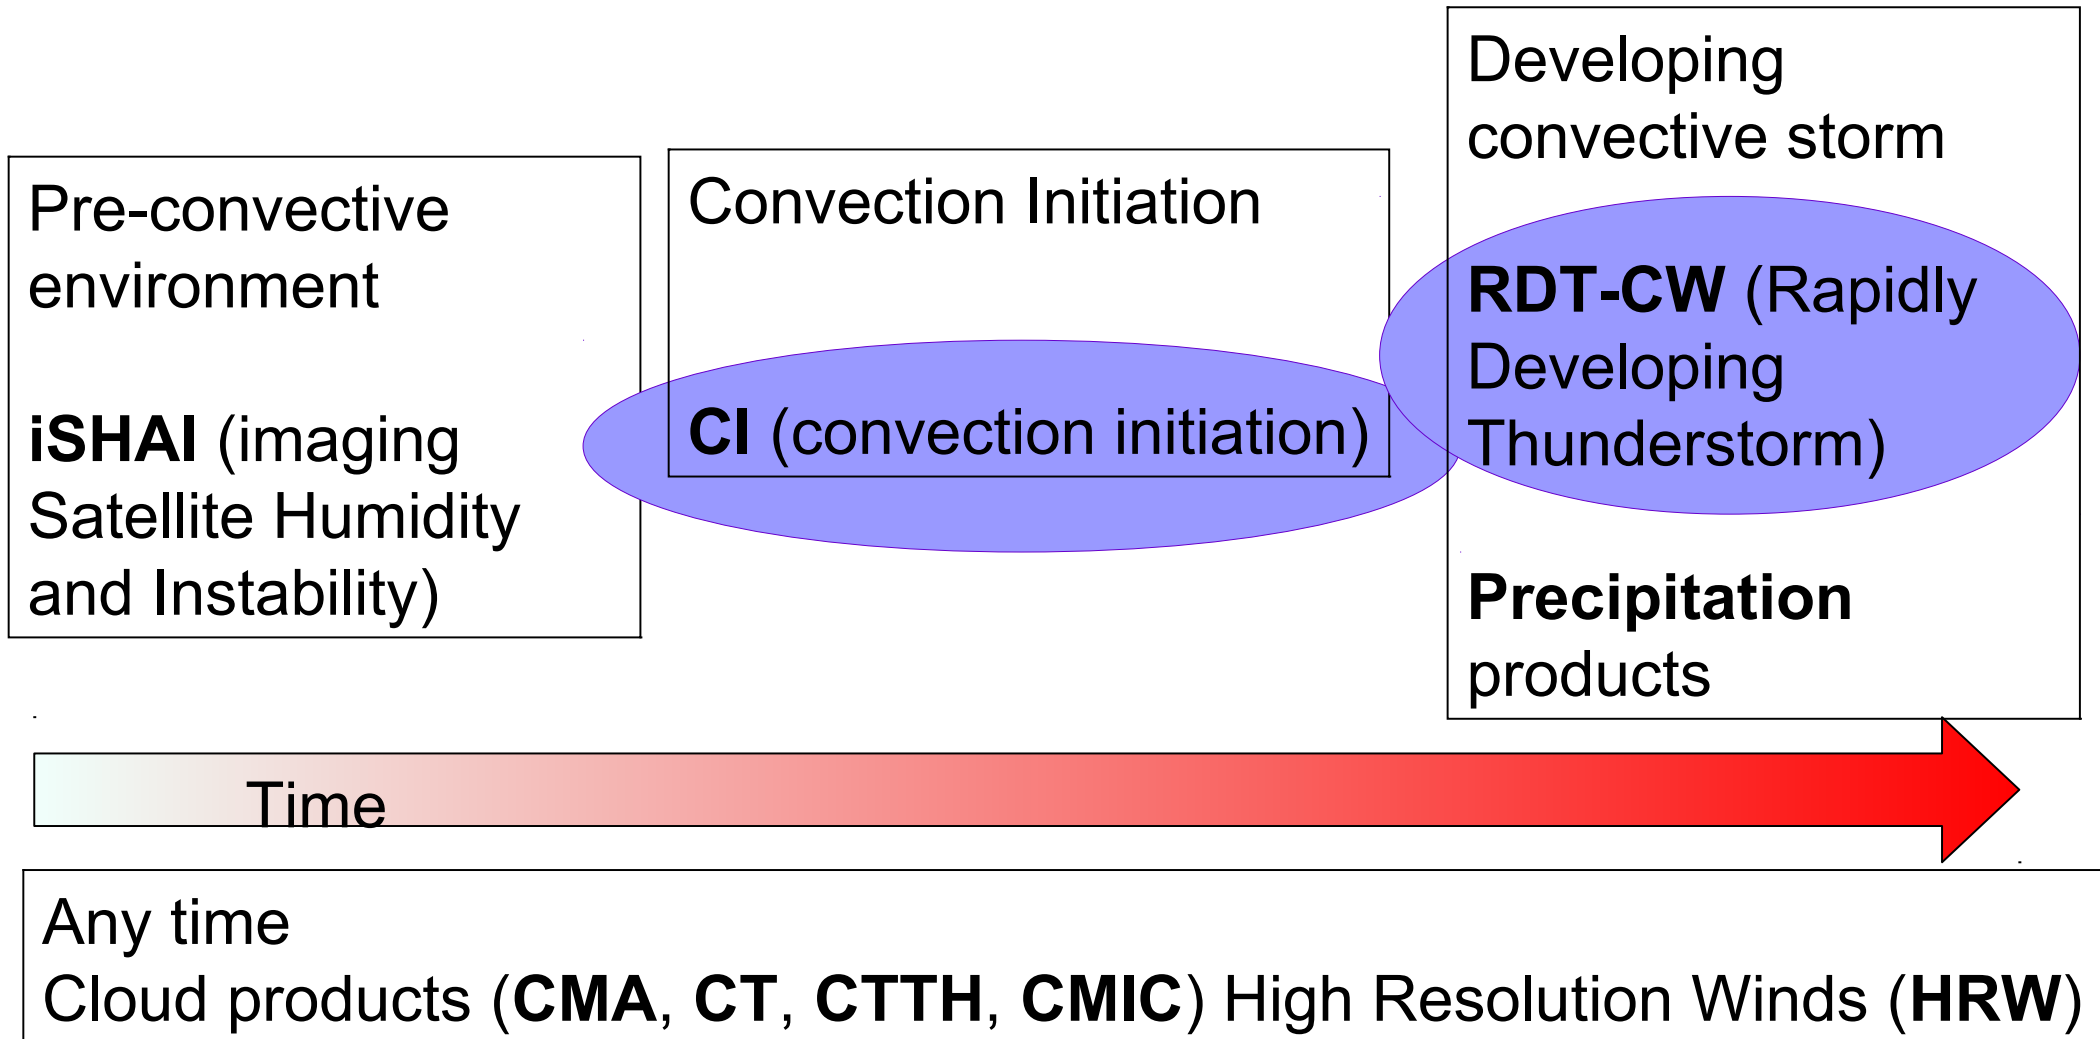 Pre-convective
environment
iSHAI (imaging
Satellite Humidity
and Instability)
Convection Initiation
CI (convection initiation)
Developing
convective storm
RDT-CW (Rapidly
Developing
Thunderstorm)
Precipitation
products
Time
Any time
Cloud products (CMA, CT, CTTH, CMIC) High Resolution Winds (HRW)